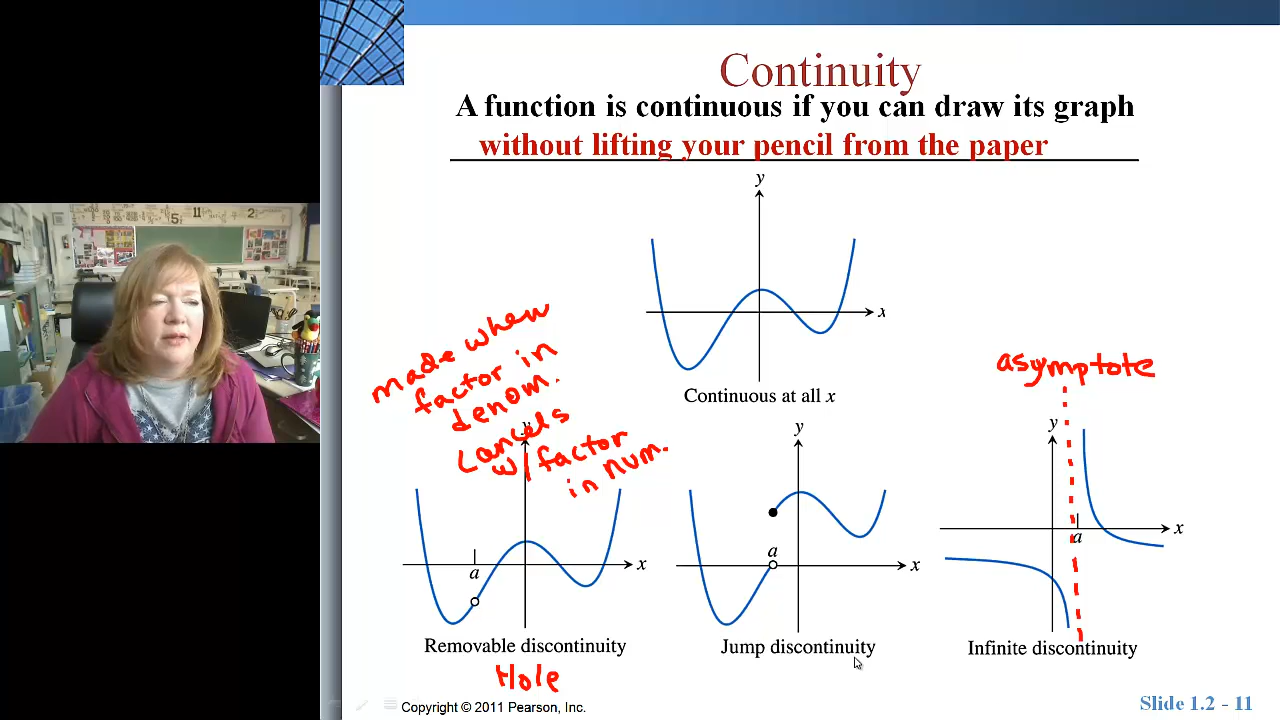 Continuity
A function is continuous if you can draw its graph
without lifting your pencil from the paper
y
x
Continuous at all x
made when
factor in
denom.
cancels
w/factor
in num.
asymptote
y
x
a
Removable discontinuity
Hole
y
x
a
Jump discontinuity
y
x
a
Infinite discontinuity
Copyright © 2011 Pearson, Inc.
Slide 1.2 - 11